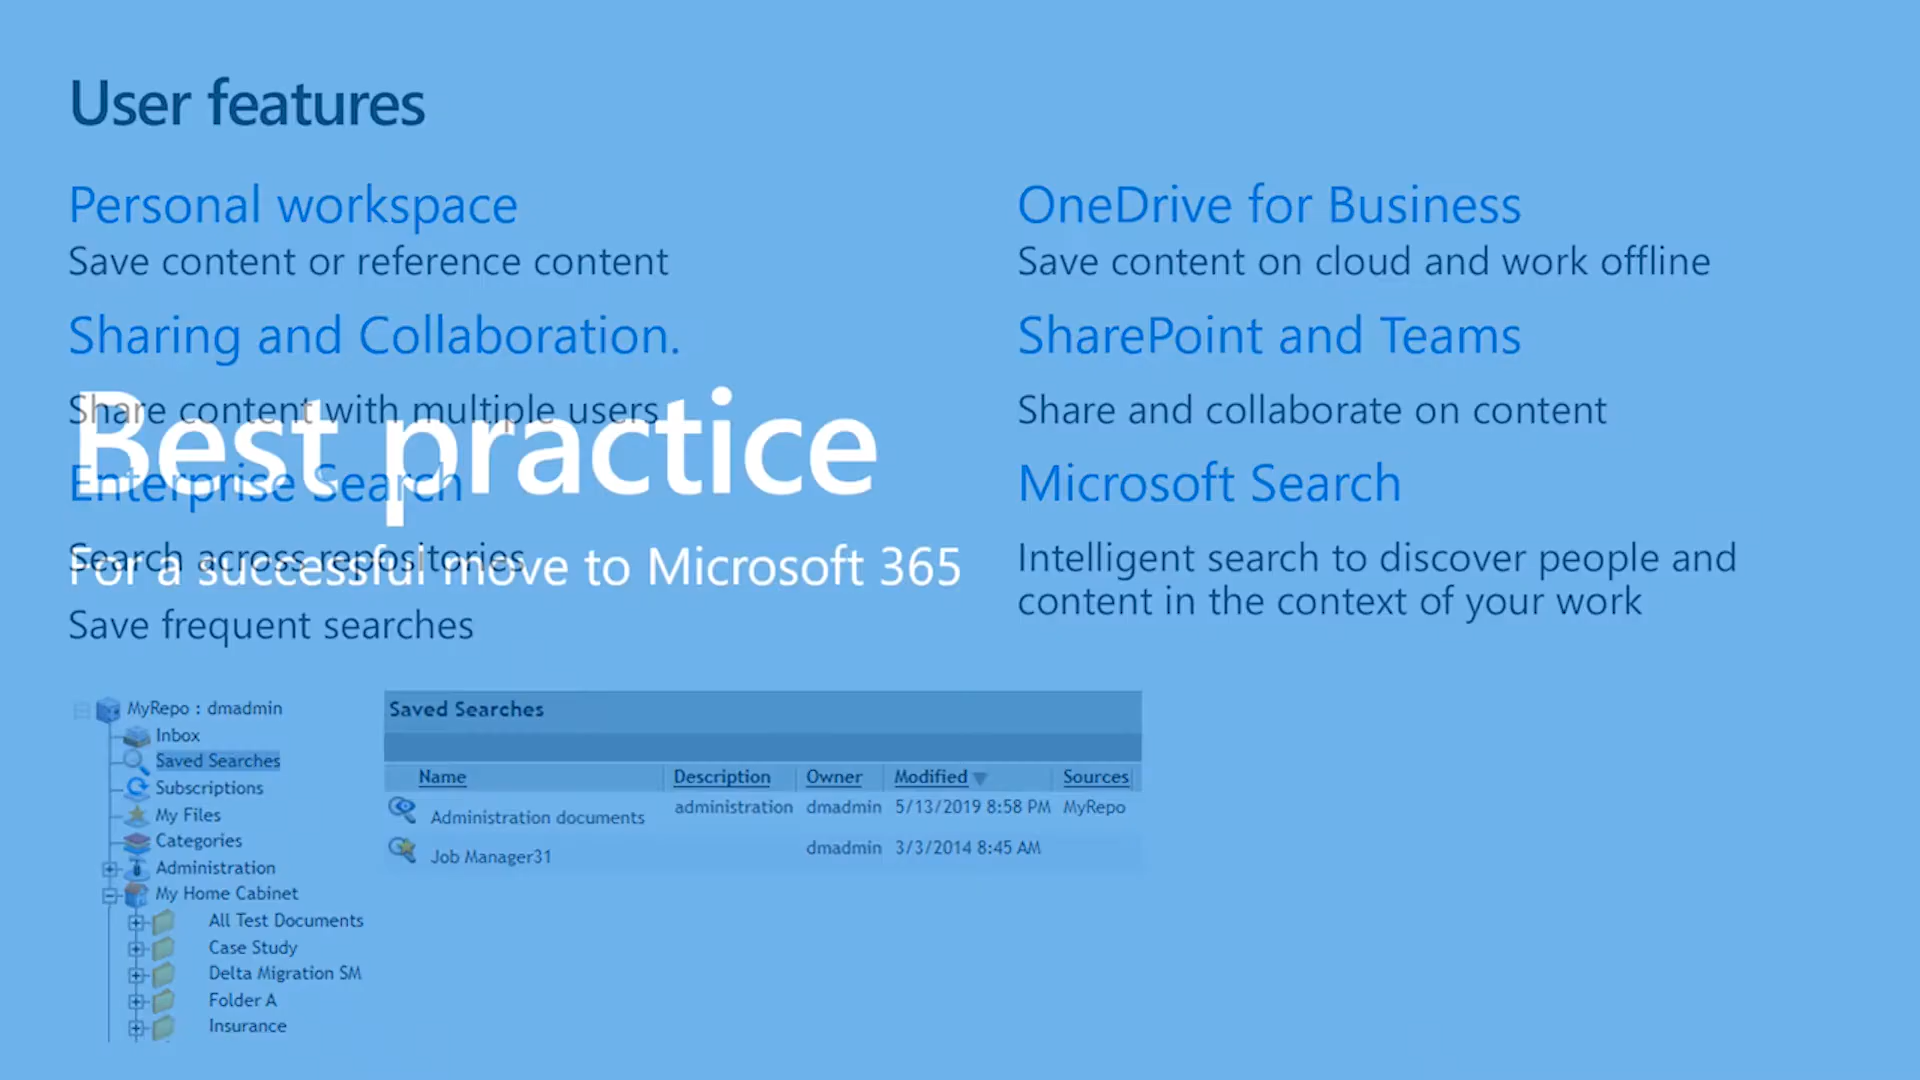 User features
Personal workspace
Save content or reference content
Sharing and Collaboration.
Share content with multiple users
Enterprise Search
Search across repositories
Save frequent searches
OneDrive for Business
Save content on cloud and work offline
SharePoint and Teams
Share and collaborate on content
Microsoft Search
Intelligent search to discover people and
content in the context of your work
Best practice
For a successful move to Microsoft 365
MyRepo : dmadmin
Inbox
Saved Searches
Subscriptions
My Files
Categories
Administration
My Home Cabinet
All Test Documents
Case Study
Delta Migration SM
Folder A
Insurance
Saved Searches
Name Description Owner Modified Sources
Administration documents administration dmadmin 5/13/2019 8:58 PM MyRepo
Job Manager31 dmadmin 3/3/2014 8:45 AM